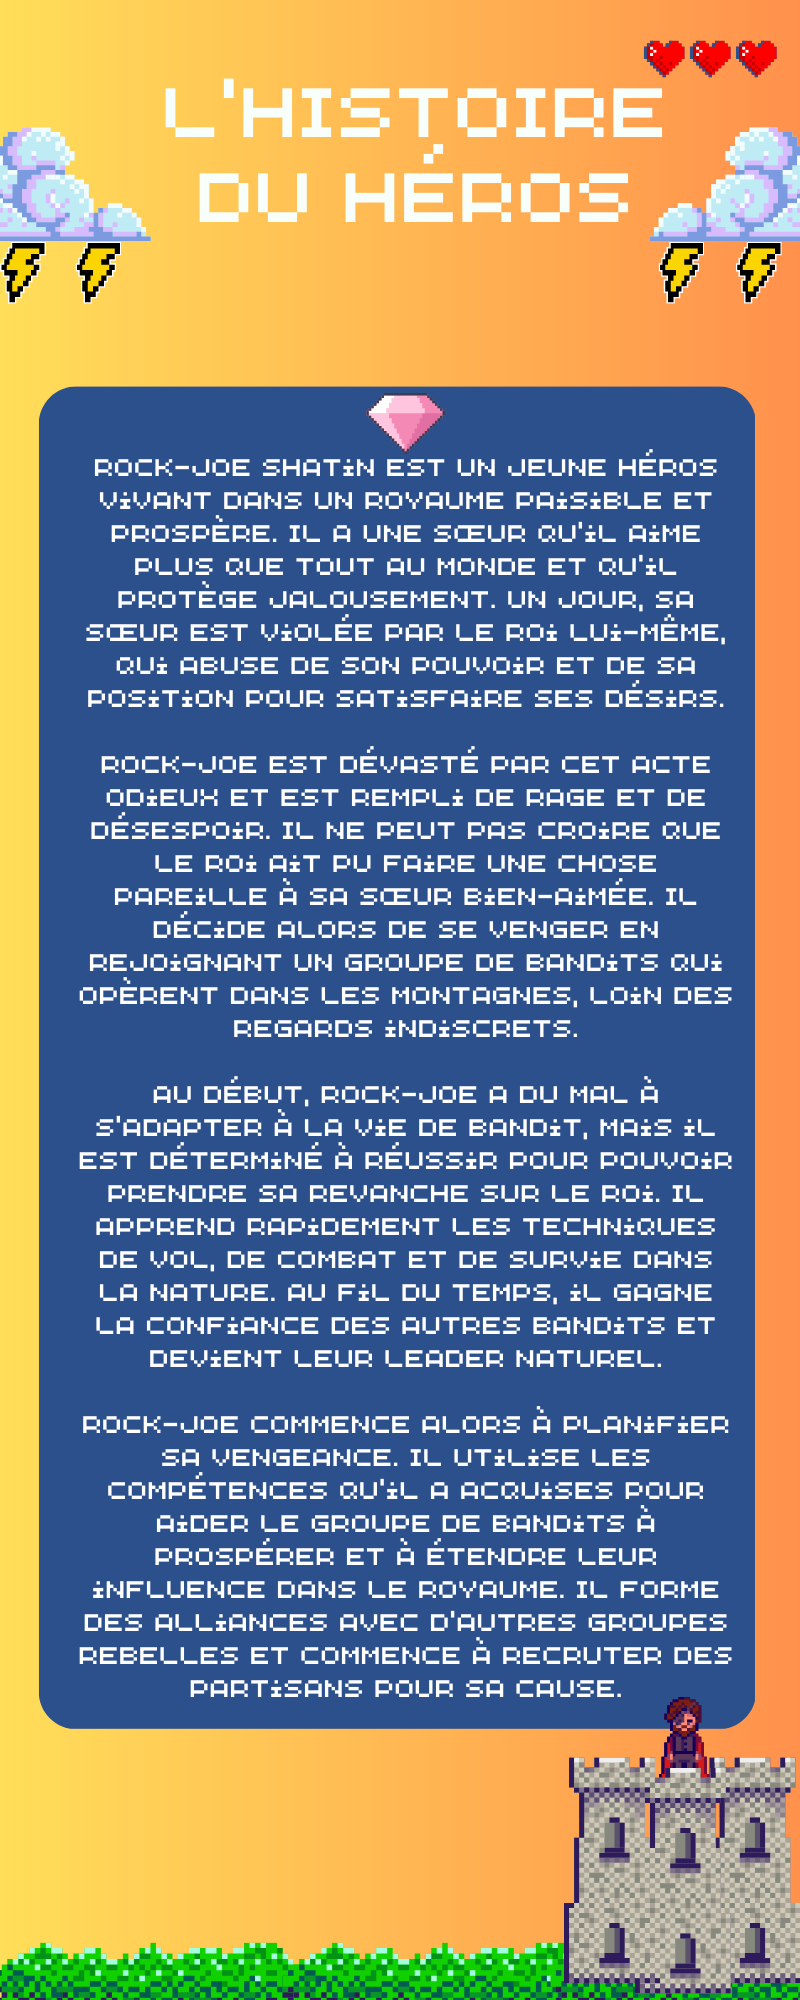 L'HISTOIRE
DU HÉROS
ROCK-JOE SHATIN EST UN JEUNE HÉROS
VIVANT DANS UN ROYAUME PAISIBLE ET
PROSPÈRE. IL A UNE SŒUR QU'IL AIME
PLUS QUE TOUT AU MONDE ET QU'IL
PROTÈGE JALOUSEMENT. UN JOUR, SA
SŒUR EST VIOLÉE PAR LE ROI LUI-MÊME,
QUI ABUSE DE SON POUVOIR ET DE SA
POSITION POUR SATISFAIRE SES DÉSIRS.
ROCK-JOE EST DÉVASTÉ PAR CET ACTE
ODIEUX ET EST REMPLI DE RAGE ET DE
DÉSESPOIR. IL NE PEUT PAS CROIRE QUE
LE ROI AIT PU FAIRE UNE CHOSE
PAREILLE À SA SŒUR BIEN-AIMÉE. IL
DÉCIDE ALORS DE SE VENGER EN
REJOIGNANT UN GROUPE DE BANDITS QUI
OPÈRENT DANS LES MONTAGNES, LOIN DES
REGARDS INDISCRETS.
AU DÉBUT, ROCK-JOE A DU MAL À
S'ADAPTER À LA VIE DE BANDIT, MAIS IL
EST DÉTERMINÉ À RÉUSSIR POUR POUVOIR
PRENDRE SA REVANCHE SUR LE ROI. IL
APPREND RAPIDEMENT LES TECHNIQUES
DE VOL, DE COMBAT ET DE SURVIE DANS
LA NATURE. AU FIL DU TEMPS, IL GAGNE
LA CONFIANCE DES AUTRES BANDITS ET
DEVIENT LEUR LEADER NATUREL.
ROCK-JOE COMMENCE ALORS À PLANIFIER
SA VENGEANCE. IL UTILISE LES
COMPÉTENCES QU'IL A ACQUISES POUR
AIDER LE GROUPE DE BANDITS À
PROSPÉRER ET À ÉTENDRE LEUR
INFLUENCE DANS LE ROYAUME. IL FORME
DES ALLIANCES AVEC D'AUTRES GROUPES
REBELLES ET COMMENCE À RECRUTER DES
PARTISANS POUR SA CAUSE.